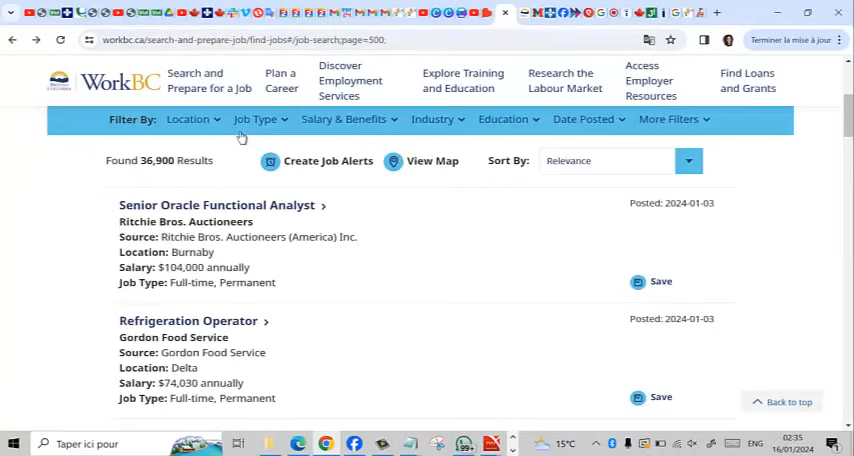 workbc.ca/search-and-prepare-job/find-jobs#/job-search;page=500;
Terminer la mise à jour
BRITISH COLUMBIA
WorkBC
Search and Prepare for a Job
Plan a Career
Discover Employment Services
Explore Training and Education
Research the Labour Market
Access Employer Resources
Find Loans and Grants
Filter By: Location Job Type Salary & Benefits Industry Education Date Posted More Filters
Found 36,900 Results
Create Job Alerts
View Map
Sort By: Relevance
Senior Oracle Functional Analyst
Posted: 2024-01-03
Ritchie Bros. Auctioneers
Source: Ritchie Bros. Auctioneers (America) Inc.
Location: Burnaby
Salary: $104,000 annually
Job Type: Full-time, Permanent
Save
Refrigeration Operator
Posted: 2024-01-03
Gordon Food Service
Source: Gordon Food Service
Location: Delta
Salary: $74,030 annually
Job Type: Full-time, Permanent
Save
Back to top
Taper ici pour
99+
15°C
ENG
02:35
16/01/2024